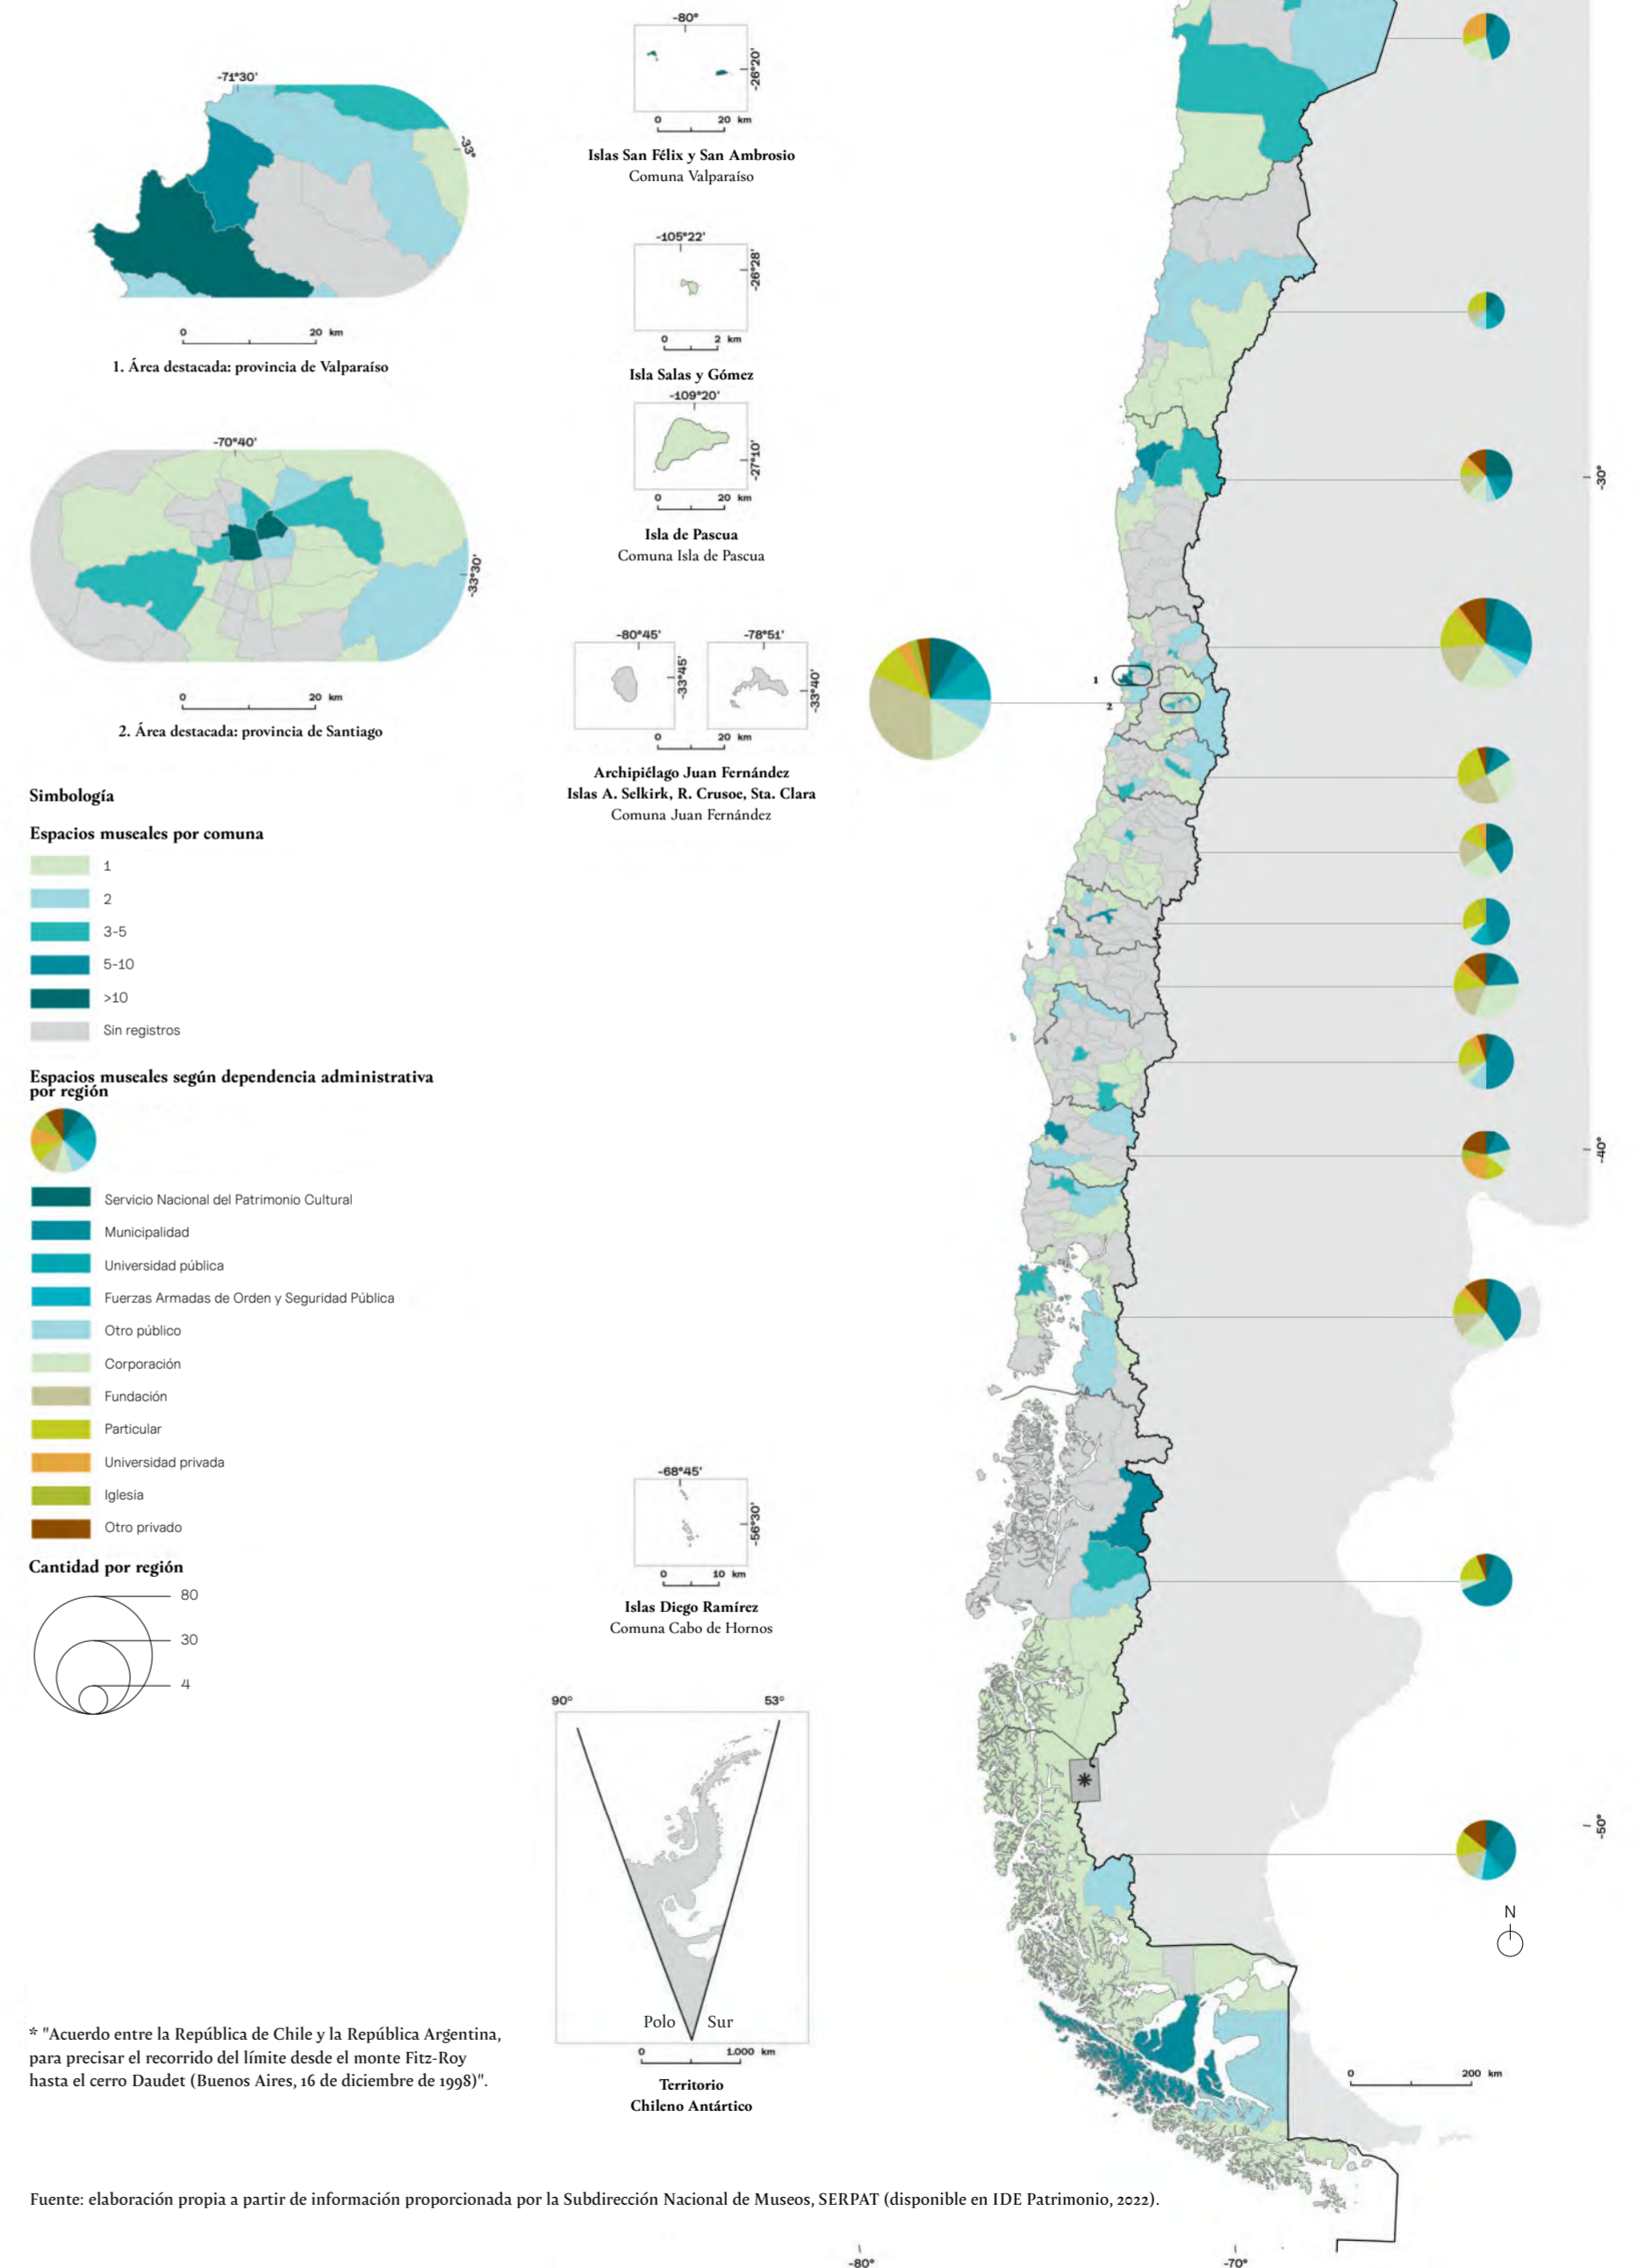 -71°30'
-33°
0 20 km
1. Área destacada: provincia de Valparaíso
-70°40'
-33°30'
0 20 km
2. Área destacada: provincia de Santiago
Simbología
Espacios museales por comuna
1
2
3-5
5-10
>10
Sin registros
Espacios museales según dependencia administrativa
por región
Servicio Nacional del Patrimonio Cultural
Municipalidad
Universidad pública
Fuerzas Armadas de Orden y Seguridad Pública
Otro público
Corporación
Fundación
Particular
Universidad privada
Iglesia
Otro privado
Cantidad por región
80
30
4
* "Acuerdo entre la República de Chile y la República Argentina,
para precisar el recorrido del límite desde el monte Fitz-Roy
hasta el cerro Daudet (Buenos Aires, 16 de diciembre de 1998)".
-80°
-26°20'
0 20 km
Islas San Félix y San Ambrosio
Comuna Valparaíso
-105°22'
-26°28'
0 2 km
Isla Salas y Gómez
-109°20'
-27°10'
0 20 km
Isla de Pascua
Comuna Isla de Pascua
-80°45'
-33°45'
-78°51'
-33°40'
0 20 km
Archipiélago Juan Fernández
Islas A. Selkirk, R. Crusoe, Sta. Clara
Comuna Juan Fernández
-68°45'
-56°30'
0 10 km
Islas Diego Ramírez
Comuna Cabo de Hornos
90°
53°
Polo Sur
0 1.000 km
Territorio
Chileno Antártico
1
2
-30°
-40°
-50°
*
N
0 200 km
Fuente: elaboración propia a partir de información proporcionada por la Subdirección Nacional de Museos, SERPAT (disponible en IDE Patrimonio, 2022).
-80°
-70°